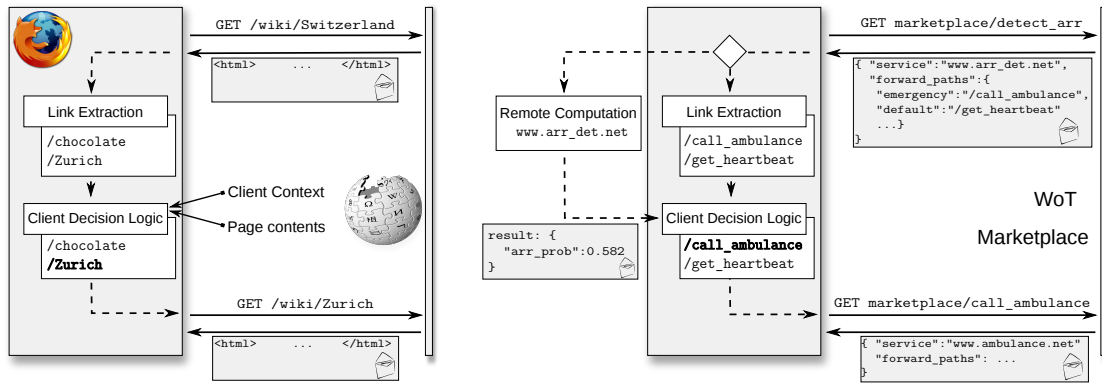 GET /wiki/Switzerland
<html> ... </html>
Link Extraction
/chocolate
/Zurich
Client Context
Page contents
Client Decision Logic
/chocolate
/Zurich
GET /wiki/Zurich
<html> ... </html>
GET marketplace/detect_arr
{ "service":"www.arr_det.net",
"forward_paths":{
"emergency":"/call_ambulance",
"default":"/get_heartbeat"
...}
}
Remote Computation
www.arr_det.net
Link Extraction
/call_ambulance
/get_heartbeat
Client Decision Logic
/call_ambulance
/get_heartbeat
result: {
"arr_prob":0.582
}
WoT
Marketplace
GET marketplace/call_ambulance
{ "service":"www.ambulance.net"
"forward_paths": ...
}